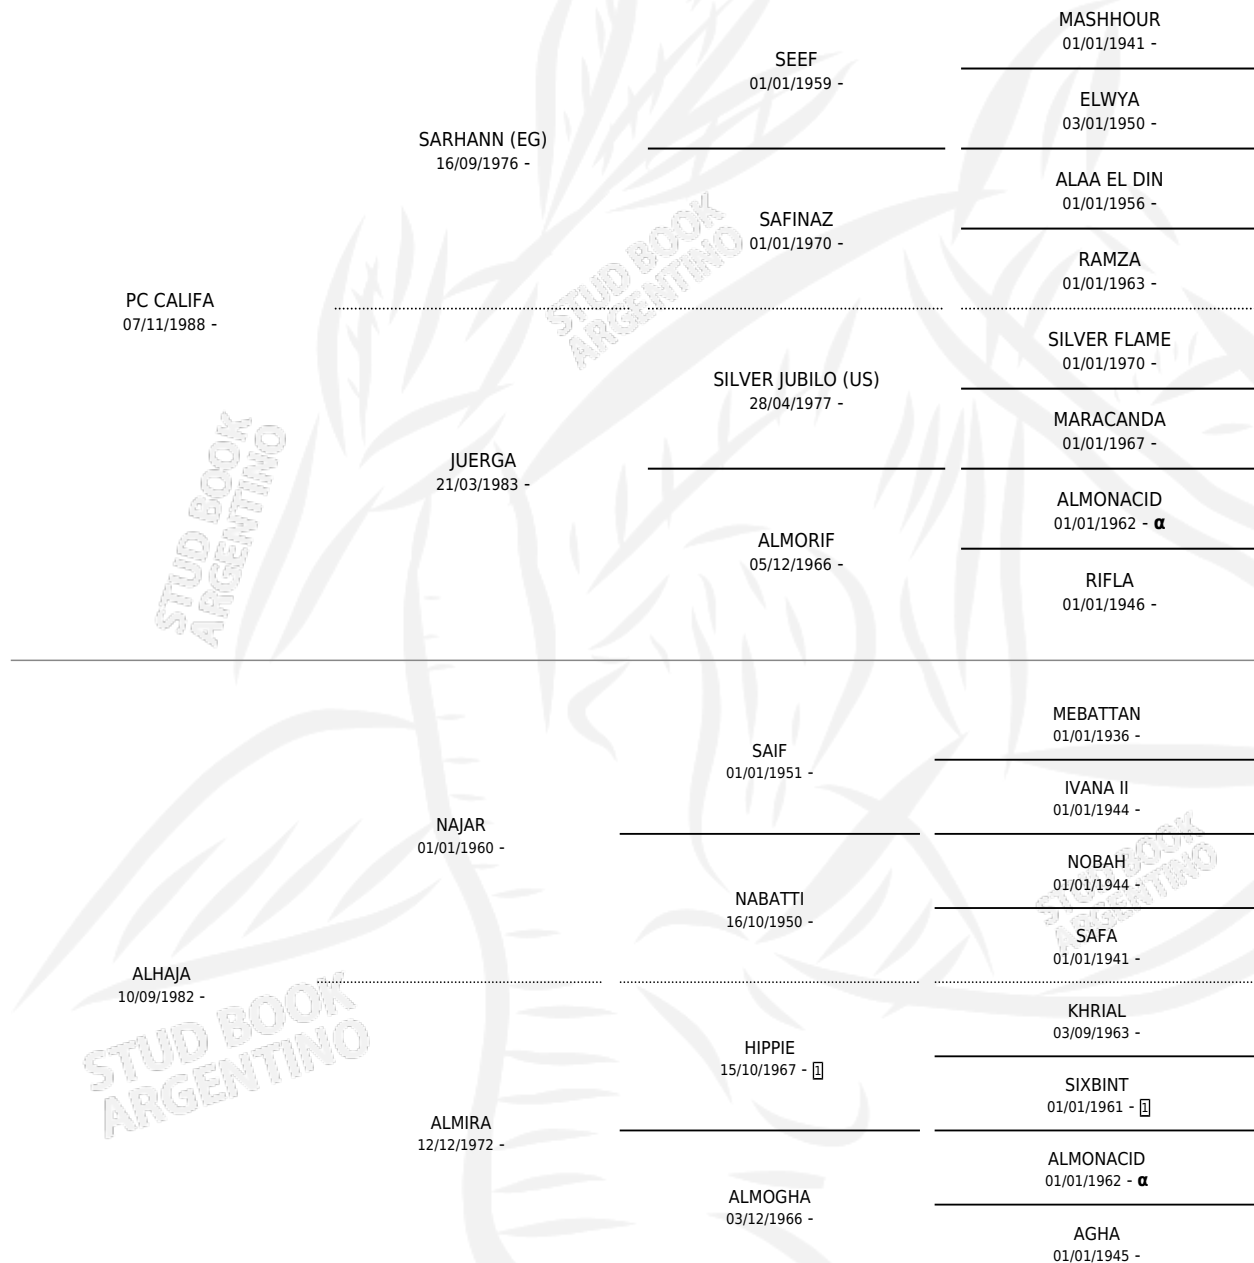 MASHHOUR
01/01/1941 -
SEEF
01/01/1959 -
ELWYA
03/01/1950 -
SARHANN (EG)
16/09/1976 -
ALAA EL DIN
01/01/1956 -
SAFINAZ
01/01/1970 -
RAMZA
01/01/1963 -
PC CALIFA
07/11/1988 -
SILVER FLAME
01/01/1970 -
SILVER JUBILO (US)
28/04/1977 -
MARACANDA
01/01/1967 -
JUERGA
21/03/1983 -
ALMONACID
01/01/1962 - α
ALMORIF
05/12/1966 -
RIFLA
01/01/1946 -
MEBATTAN
01/01/1936 -
SAIF
01/01/1951 -
IVANA II
01/01/1944 -
NAJAR
01/01/1960 -
NOBAH
01/01/1944 -
NABATTI
16/10/1950 -
SAFA
01/01/1941 -
ALHAJA
10/09/1982 -
KHRIAL
03/09/1963 -
HIPPIE
15/10/1967 - 1
SIXBINT
01/01/1961 - 1
ALMIRA
12/12/1972 -
ALMONACID
01/01/1962 - α
ALMOGHA
03/12/1966 -
AGHA
01/01/1945 -
STUD BOOK
ARGENTINO
STUD BOOK
ARGENTINO
STUD BOOK
ARGENTINO
STUD BOOK
ARGENTINO